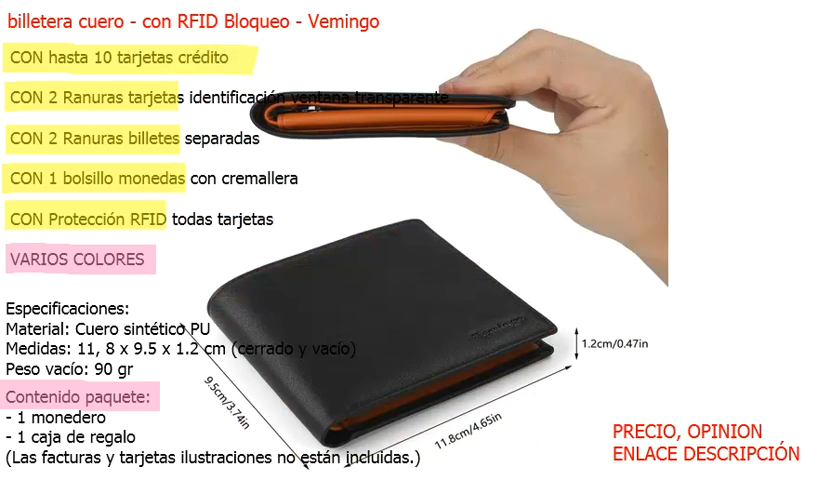 billetera cuero - con RFID Bloqueo - Vemingo
CON hasta 10 tarjetas crédito
CON 2 Ranuras tarjetas identificación ventana transparente
CON 2 Ranuras billetes separadas
CON 1 bolsillo monedas con cremallera
CON Protección RFID todas tarjetas
VARIOS COLORES
Especificaciones:
Material: Cuero sintético PU
Medidas: 11, 8 x 9.5 x 1.2 cm (cerrado y vacío)
Peso vacío: 90 gr
Contenido paquete:
- 1 monedero
- 1 caja de regalo
(Las facturas y tarjetas ilustraciones no están incluidas.)
1.2cm/0.47in
9.5cm/3.74in
11.8cm/4.65in
PRECIO, OPINION
ENLACE DESCRIPCIÓN